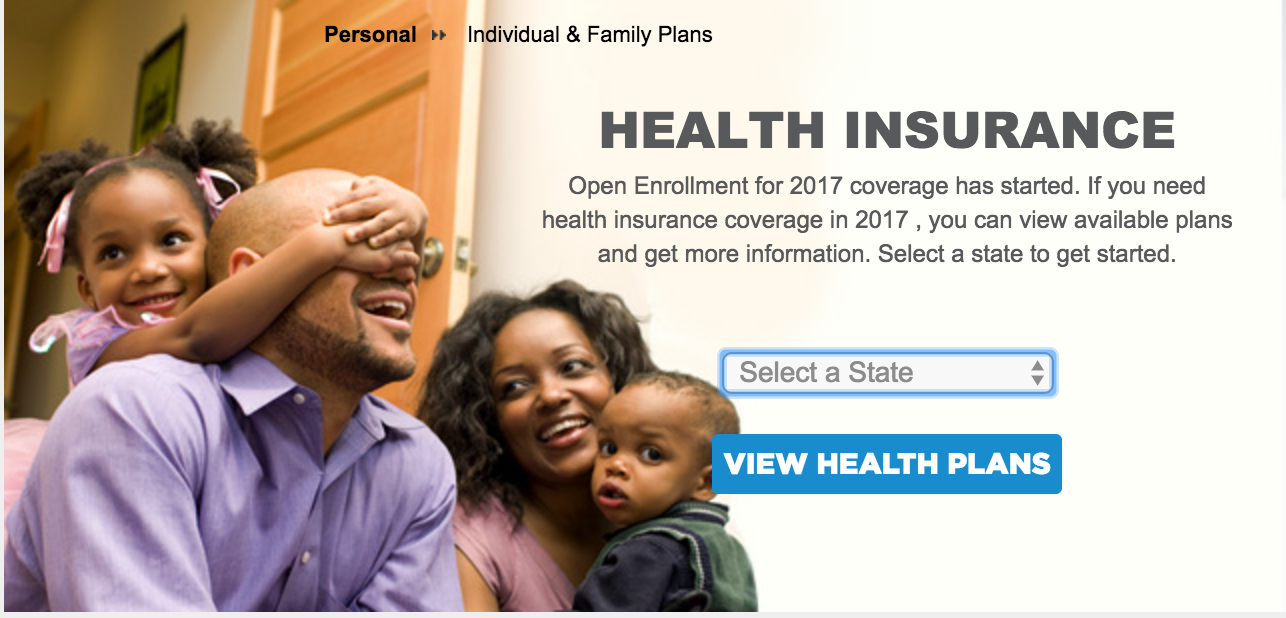 Personal Individual & Family Plans
HEALTH INSURANCE
Open Enrollment for 2017 coverage has started. If you need
health insurance coverage in 2017 , you can view available plans
and get more information. Select a state to get started.
Select a State
VIEW HEALTH PLANS